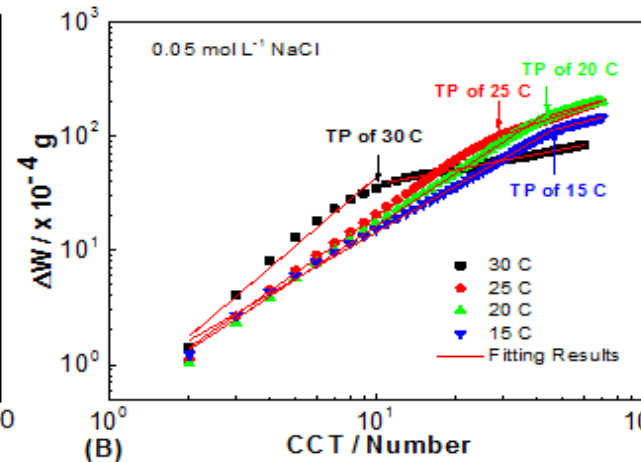 10³
0.05 mol L⁻¹ NaCl
TP of 20 C
TP of 25 C
10²
TP of 30 C
TP of 15 C
ΔW / x 10⁻⁴ g
10¹
30 C
25 C
20 C
15 C
10⁰
Fitting Results
0
10⁰
10¹
10
(B)
CCT / Number